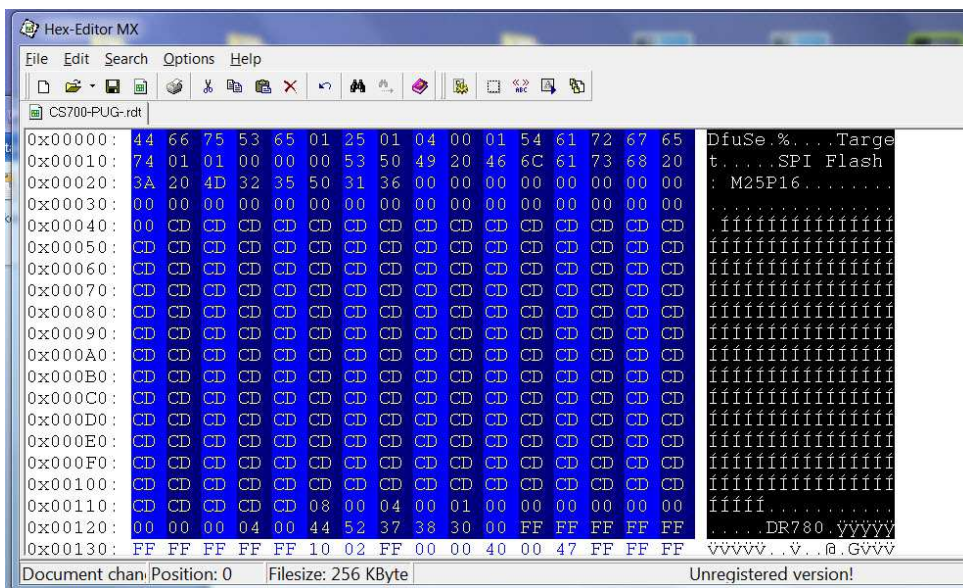 Hex-Editor MX
File Edit Search Options Help
CS700-PUG-.rdt
0x00000: 44 66 75 53 65 01 25 01 04 00 01 54 61 72 67 65 DfuSe.%....Targe
0x00010: 74 01 01 00 00 00 53 50 49 20 46 6C 61 73 68 20 t.....SPI Flash
0x00020: 3A 20 4D 32 35 50 31 36 00 00 00 00 00 00 00 00 : M25P16........
0x00030: 00 00 00 00 00 00 00 00 00 00 00 00 00 00 00 00 ................
0x00040: 00 CD CD CD CD CD CD CD CD CD CD CD CD CD CD CD .ííííííííííííííí
0x00050: CD CD CD CD CD CD CD CD CD CD CD CD CD CD CD CD íííííííííííííííí
0x00060: CD CD CD CD CD CD CD CD CD CD CD CD CD CD CD CD íííííííííííííííí
0x00070: CD CD CD CD CD CD CD CD CD CD CD CD CD CD CD CD íííííííííííííííí
0x00080: CD CD CD CD CD CD CD CD CD CD CD CD CD CD CD CD íííííííííííííííí
0x00090: CD CD CD CD CD CD CD CD CD CD CD CD CD CD CD CD íííííííííííííííí
0x000A0: CD CD CD CD CD CD CD CD CD CD CD CD CD CD CD CD íííííííííííííííí
0x000B0: CD CD CD CD CD CD CD CD CD CD CD CD CD CD CD CD íííííííííííííííí
0x000C0: CD CD CD CD CD CD CD CD CD CD CD CD CD CD CD CD íííííííííííííííí
0x000D0: CD CD CD CD CD CD CD CD CD CD CD CD CD CD CD CD íííííííííííííííí
0x000E0: CD CD CD CD CD CD CD CD CD CD CD CD CD CD CD CD íííííííííííííííí
0x000F0: CD CD CD CD CD CD CD CD CD CD CD CD CD CD CD CD íííííííííííííííí
0x00100: CD CD CD CD CD CD CD CD CD CD CD CD CD CD CD CD íííííííííííííííí
0x00110: CD CD CD CD CD 08 00 04 00 01 00 00 00 00 00 00 ííííí...........
0x00120: 00 00 00 04 00 44 52 37 38 30 00 FF FF FF FF FF .....DR780.ÿÿÿÿÿ
0x00130: FF FF FF FF FF 10 02 FF 00 00 40 00 47 FF FF FF ÿÿÿÿÿ..ÿ..@.Gÿÿÿ
Document chan Position: 0 Filesize: 256 KByte Unregistered version!